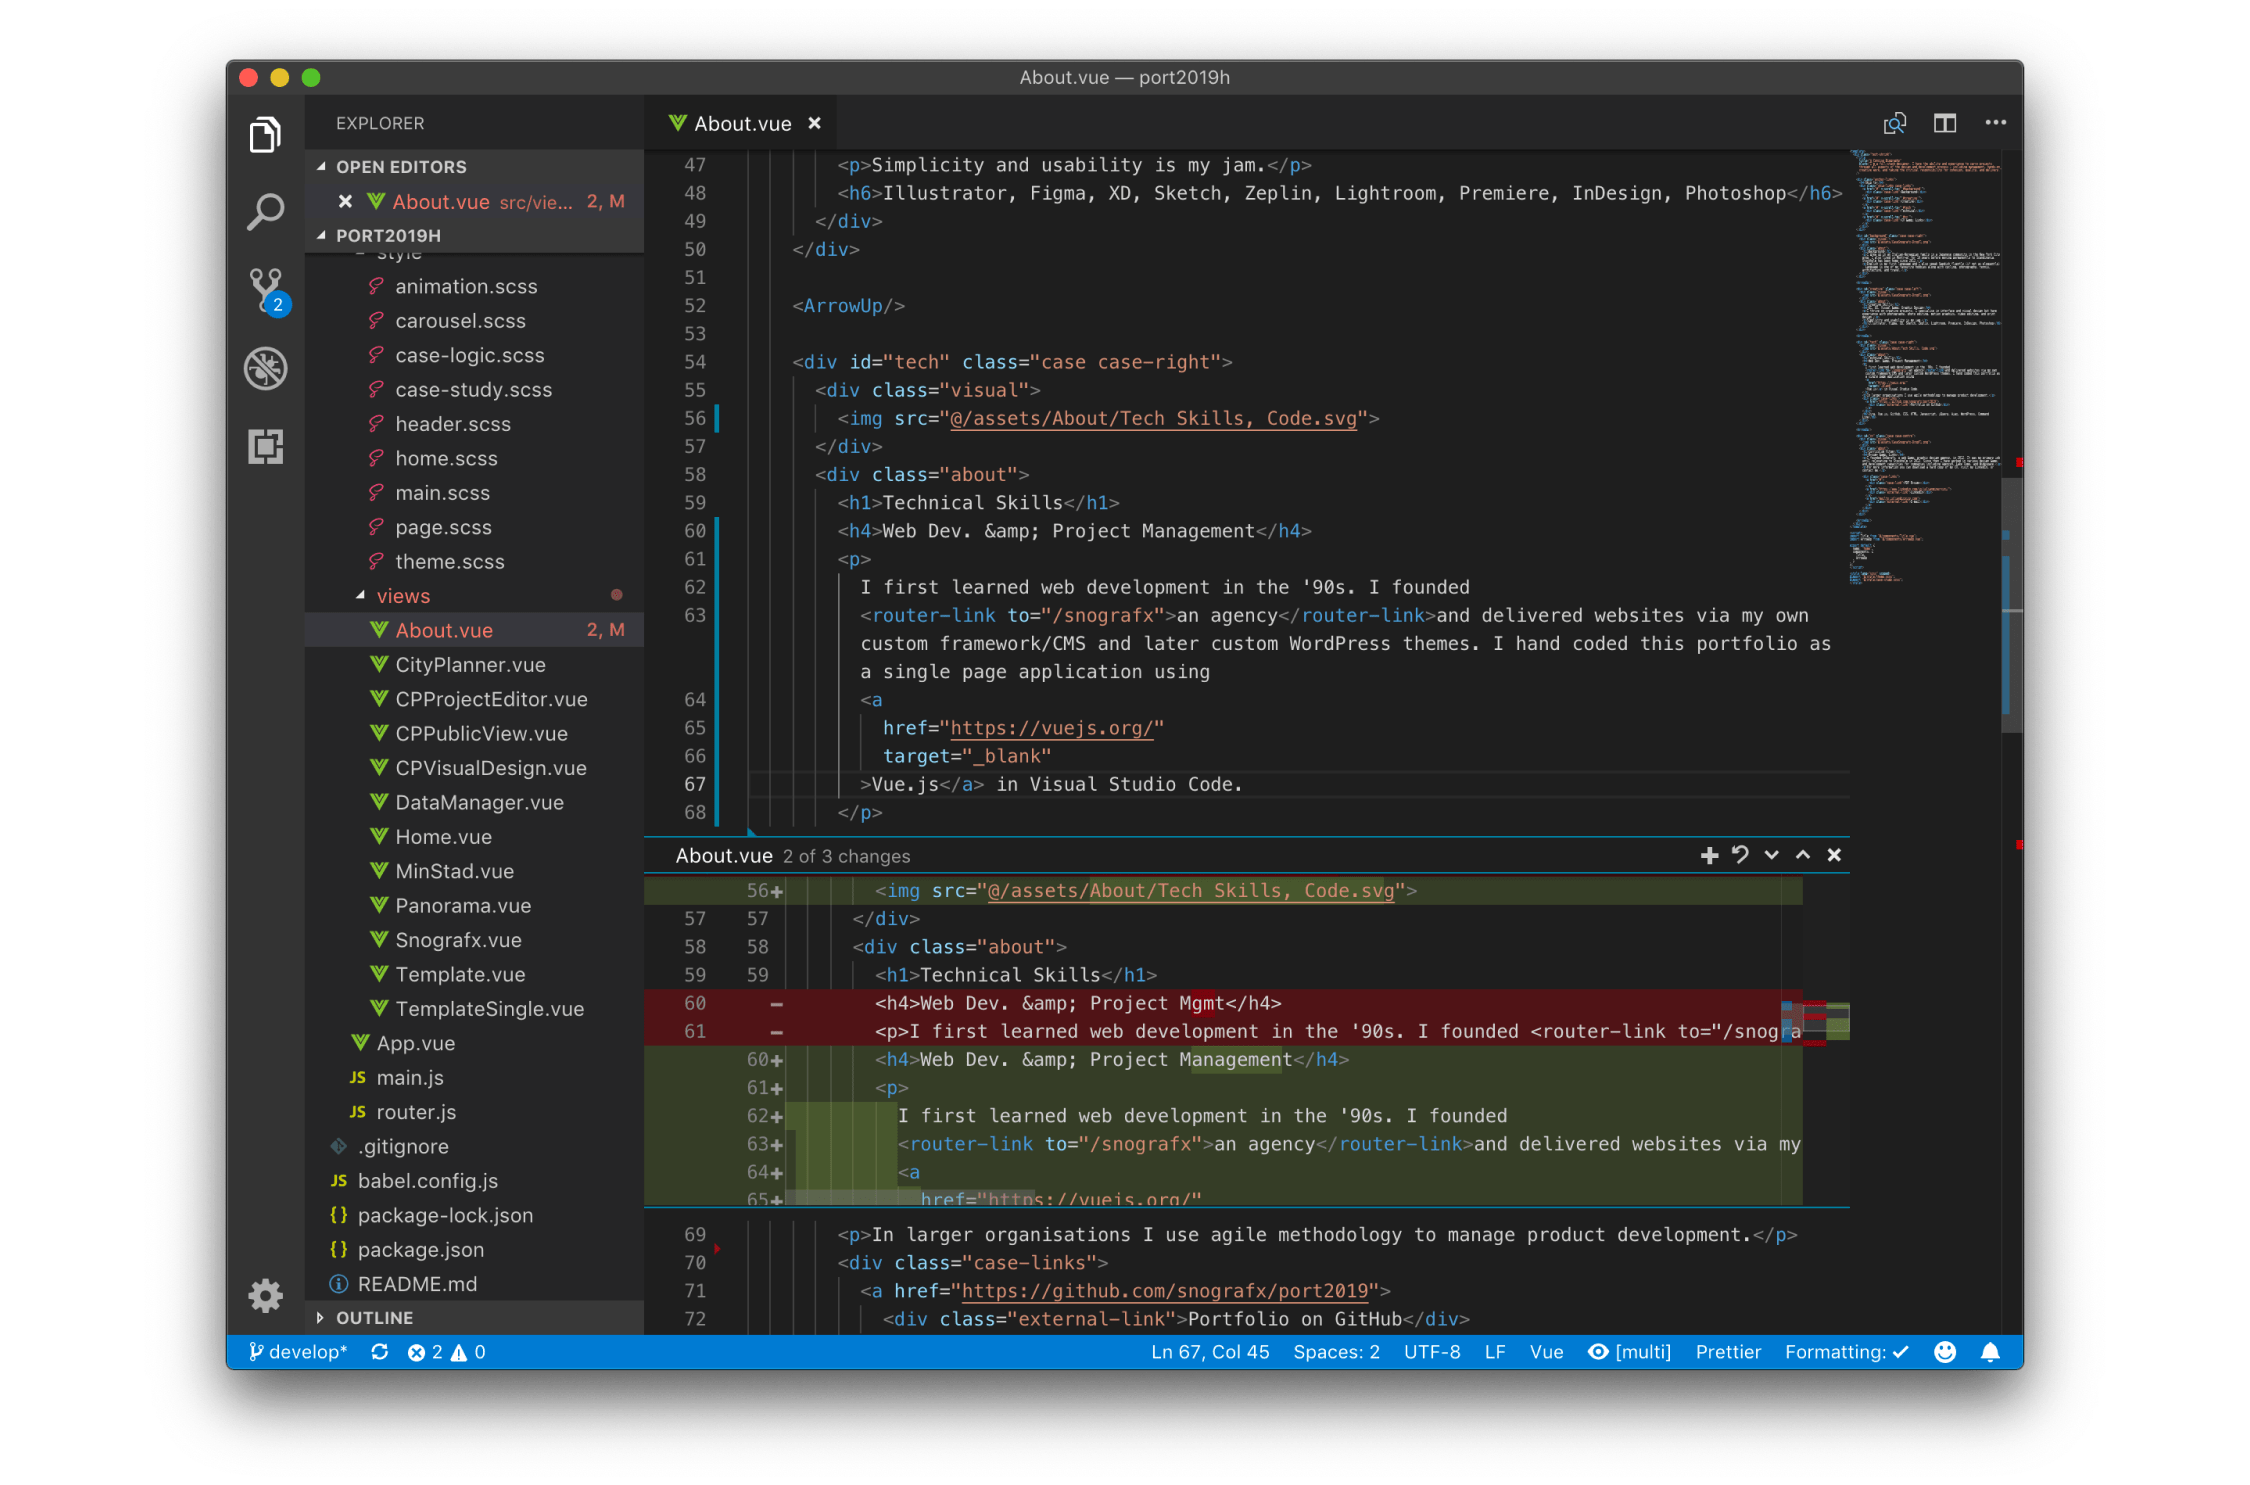 About.vue — port2019h
EXPLORER
OPEN EDITORS
About.vue src/vie... 2, M
PORT2019H
style
animation.scss
carousel.scss
case-logic.scss
case-study.scss
header.scss
home.scss
main.scss
page.scss
theme.scss
views
About.vue 2, M
CityPlanner.vue
CPProjectEditor.vue
CPPublicView.vue
CPVisualDesign.vue
DataManager.vue
Home.vue
MinStad.vue
Panorama.vue
Snografx.vue
Template.vue
TemplateSingle.vue
App.vue
JS main.js
JS router.js
.gitignore
JS babel.config.js
{} package-lock.json
{} package.json
README.md
OUTLINE
2
About.vue
47 <p>Simplicity and usability is my jam.</p>
48 <h6>Illustrator, Figma, XD, Sketch, Zeplin, Lightroom, Premiere, InDesign, Photoshop</h6>
49 </div>
50 </div>
51
52 <ArrowUp/>
53
54 <div id="tech" class="case case-right">
55 <div class="visual">
56 <img src="@/assets/About/Tech Skills, Code.svg">
57 </div>
58 <div class="about">
59 <h1>Technical Skills</h1>
60 <h4>Web Dev. &amp; Project Management</h4>
61 <p>
62 I first learned web development in the '90s. I founded
63 <router-link to="/snografx">an agency</router-link>and delivered websites via my own
custom framework/CMS and later custom WordPress themes. I hand coded this portfolio as
a single page application using
64 <a
65 href="https://vuejs.org/"
66 target="_blank"
67 >Vue.js</a> in Visual Studio Code.
68 </p>
About.vue 2 of 3 changes
56+ <img src="@/assets/About/Tech Skills, Code.svg">
57 57 </div>
58 58 <div class="about">
59 59 <h1>Technical Skills</h1>
60 − <h4>Web Dev. &amp; Project Mgmt</h4>
61 − <p>I first learned web development in the '90s. I founded <router-link to="/snogra
60+ <h4>Web Dev. &amp; Project Management</h4>
61+ <p>
62+ I first learned web development in the '90s. I founded
63+ <router-link to="/snografx">an agency</router-link>and delivered websites via my
64+ <a
65+ href="https://vuejs.org/"
69 <p>In larger organisations I use agile methodology to manage product development.</p>
70 <div class="case-links">
71 <a href="https://github.com/snografx/port2019">
72 <div class="external-link">Portfolio on GitHub</div>
develop* 2 0 Ln 67, Col 45 Spaces: 2 UTF-8 LF Vue [multi] Prettier Formatting: ✓